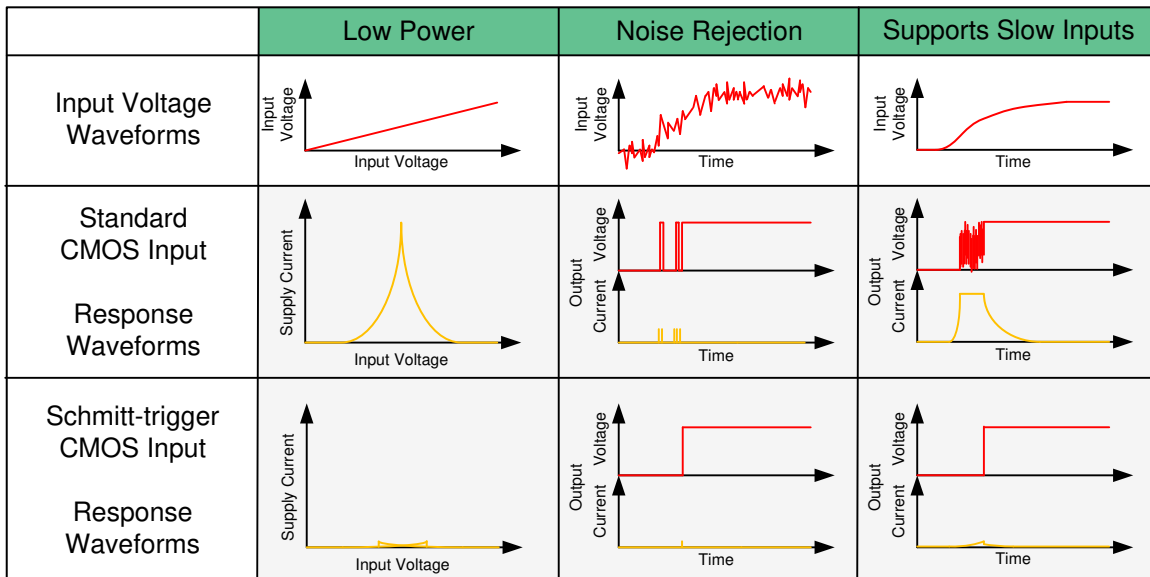 Low Power
Noise Rejection
Supports Slow Inputs
Input Voltage
Waveforms
Input
Voltage
Input Voltage
Input
Voltage
Time
Input
Voltage
Time
Standard
CMOS Input
Response
Waveforms
Supply Current
Input Voltage
Output
Voltage
Current
Time
Output
Voltage
Current
Time
Schmitt-trigger
CMOS Input
Response
Waveforms
Supply Current
Input Voltage
Output
Voltage
Current
Time
Output
Voltage
Current
Time